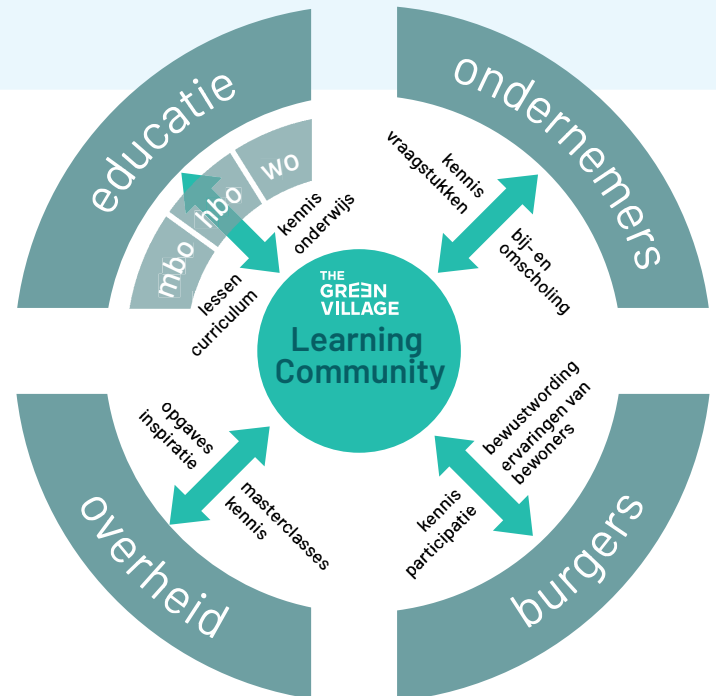 educatie
mbo
hbo
wo
kennis
onderwijs
lessen
curriculum
ondernemers
kennis
vraagstukken
bij- en
omscholing
THE
GREEN
VILLAGE
Learning
Community
opgaves
inspiratie
masterclasses
kennis
overheid
bewustwording
ervaringen van
bewoners
kennis
participatie
burgers